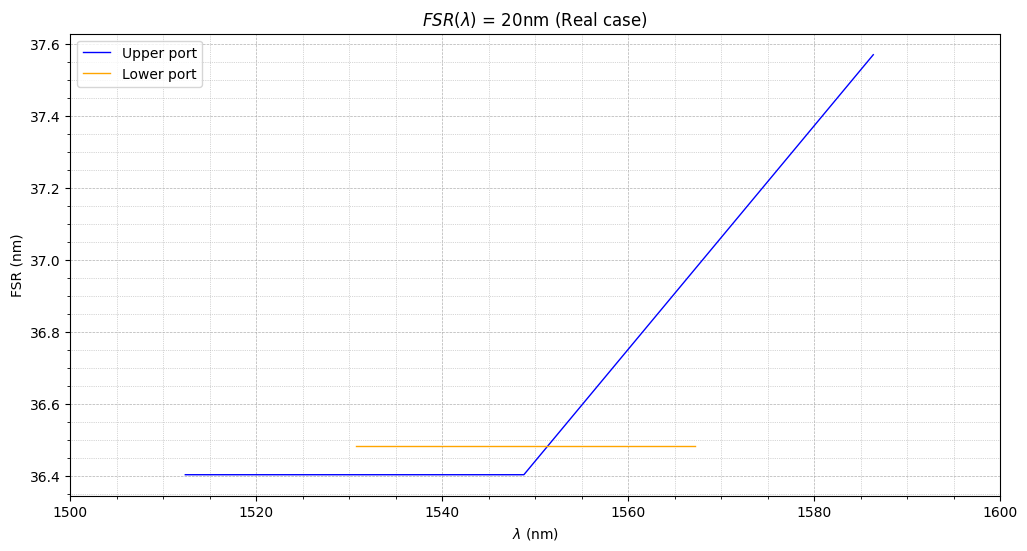 FSR(λ) = 20nm (Real case)
Upper port
Lower port
37.6
37.4
37.2
37.0
36.8
36.6
36.4
FSR (nm)
1500 1520 1540 1560 1580 1600
λ (nm)